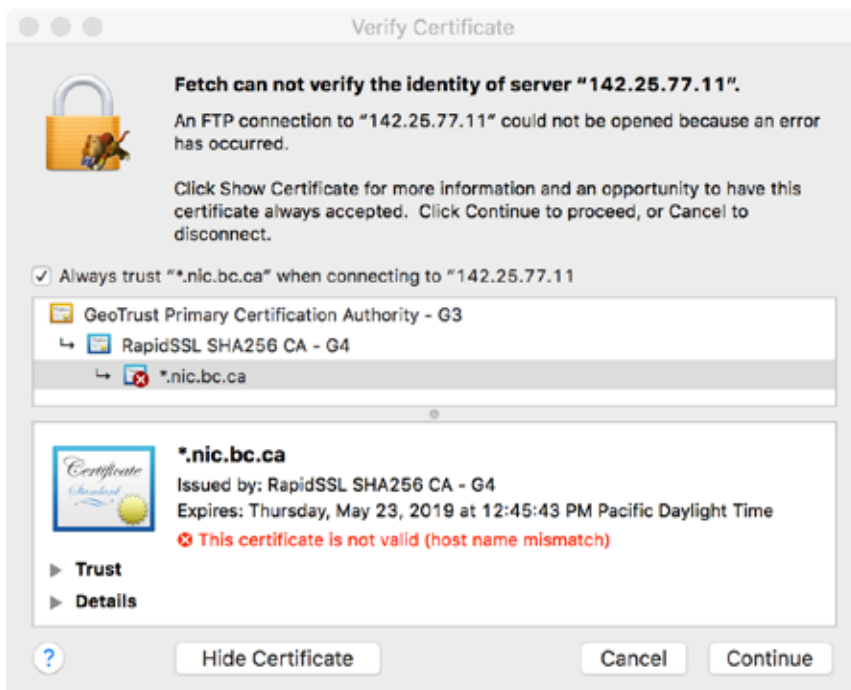 Verify Certificate
Fetch can not verify the identity of server “142.25.77.11”.
An FTP connection to “142.25.77.11” could not be opened because an error
has occurred.
Click Show Certificate for more information and an opportunity to have this
certificate always accepted. Click Continue to proceed, or Cancel to
disconnect.
Always trust “*.nic.bc.ca” when connecting to “142.25.77.11
GeoTrust Primary Certification Authority - G3
RapidSSL SHA256 CA - G4
*.nic.bc.ca
Certificate
Standard
*.nic.bc.ca
Issued by: RapidSSL SHA256 CA - G4
Expires: Thursday, May 23, 2019 at 12:45:43 PM Pacific Daylight Time
This certificate is not valid (host name mismatch)
Trust
Details
?
Hide Certificate
Cancel
Continue